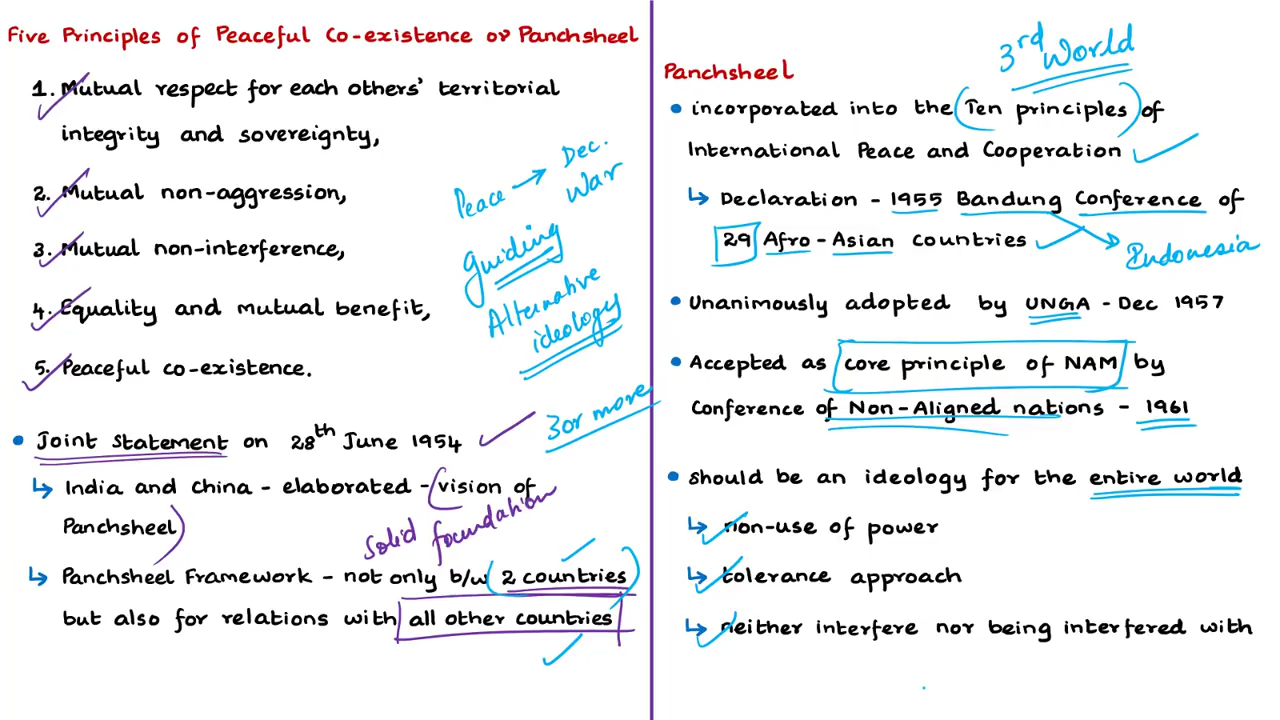 Five Principles of Peaceful Co-existence or Panchsheel
1. Mutual respect for each others' territorial
integrity and sovereignty,
2. Mutual non-aggression,
3. Mutual non-interference,
4. Equality and mutual benefit,
5. Peaceful co-existence.
Peace → Dec.
War
guiding
Alternative
ideology
3 or more
• Joint Statement on 28th June 1954
↳ India and China - elaborated - vision of
Panchsheel
solid foundation
↳ Panchsheel Framework - not only b/w 2 countries
but also for relations with all other countries
3rd World
Panchsheel
• incorporated into the Ten principles of
International Peace and Cooperation
↳ Declaration - 1955 Bandung Conference of
29 Afro-Asian countries
Indonesia
• Unanimously adopted by UNGA - Dec 1957
• Accepted as core principle of NAM by
Conference of Non-Aligned nations - 1961
• should be an ideology for the entire world
↳ non-use of power
↳ tolerance approach
↳ neither interfere nor being interfered with